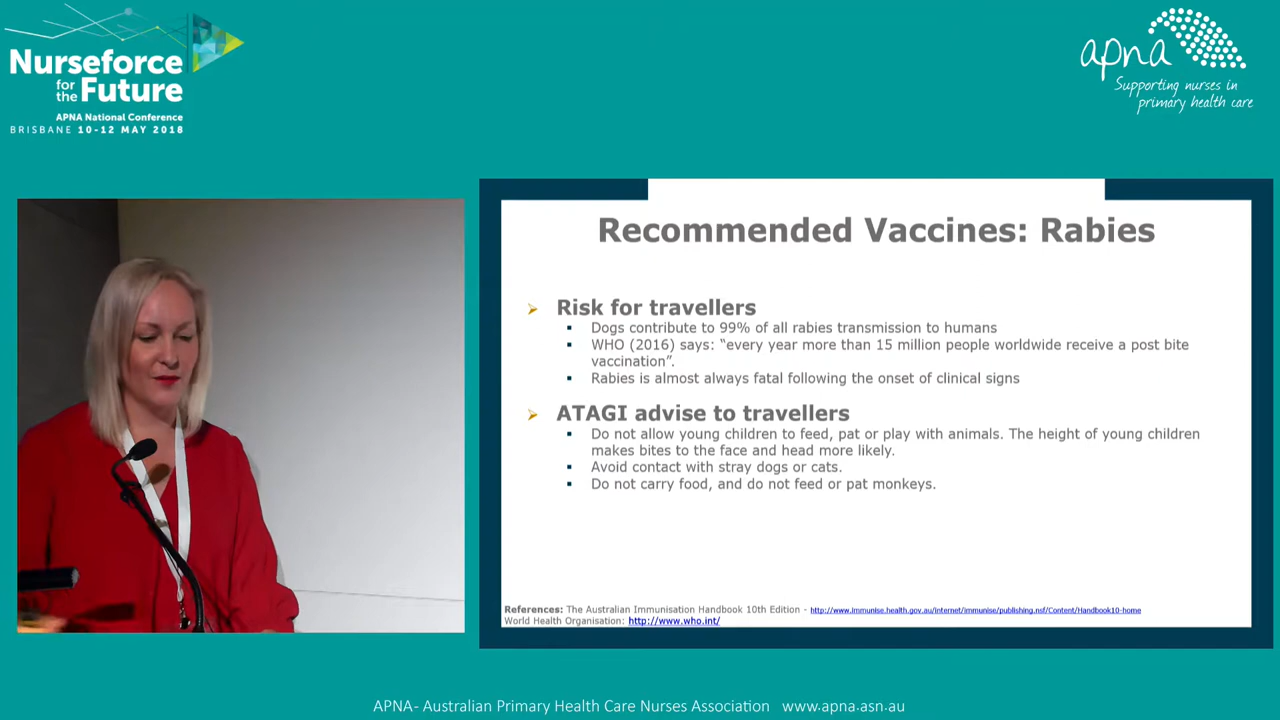 Nurseforce
for the Future
APNA National Conference
BRISBANE 10-12 MAY 2018
apna
Supporting nurses in
primary health care
Recommended Vaccines: Rabies
Risk for travellers
Dogs contribute to 99% of all rabies transmission to humans
WHO (2016) says: “every year more than 15 million people worldwide receive a post bite
vaccination”.
Rabies is almost always fatal following the onset of clinical signs
ATAGI advise to travellers
Do not allow young children to feed, pat or play with animals. The height of young children
makes bites to the face and head more likely.
Avoid contact with stray dogs or cats.
Do not carry food, and do not feed or pat monkeys.
References: The Australian Immunisation Handbook 10th Edition - http://www.immunise.health.gov.au/internet/immunise/publishing.nsf/Content/Handbook10-home
World Health Organisation: http://www.who.int/
APNA- Australian Primary Health Care Nurses Association www.apna.asn.au